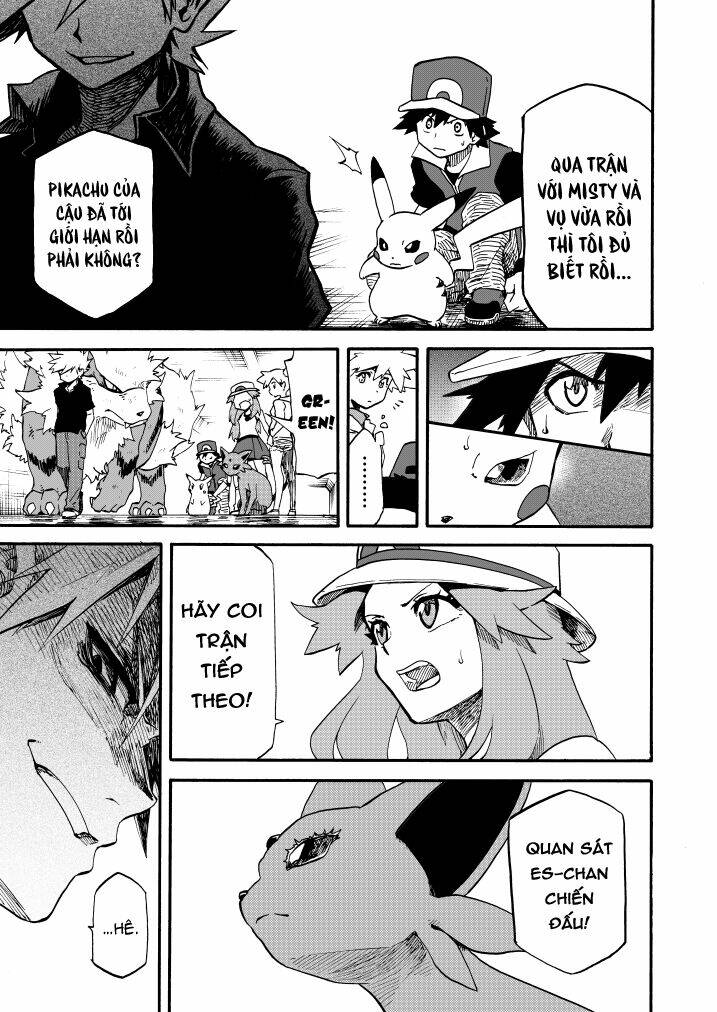 QUA TRẬN
VỚI MISTY VÀ
VỤ VỪA RỒI
THÌ TÔI ĐỦ
BIẾT RỒI...
PIKACHU CỦA
CẬU ĐÃ TỚI
GIỚI HẠN RỒI
PHẢI KHÔNG?
.........
GR-
EEN!
HÃY COI
TRẬN
TIẾP
THEO!
QUAN SÁT
ES-CHAN
CHIẾN
ĐẤU!
...HÊ.